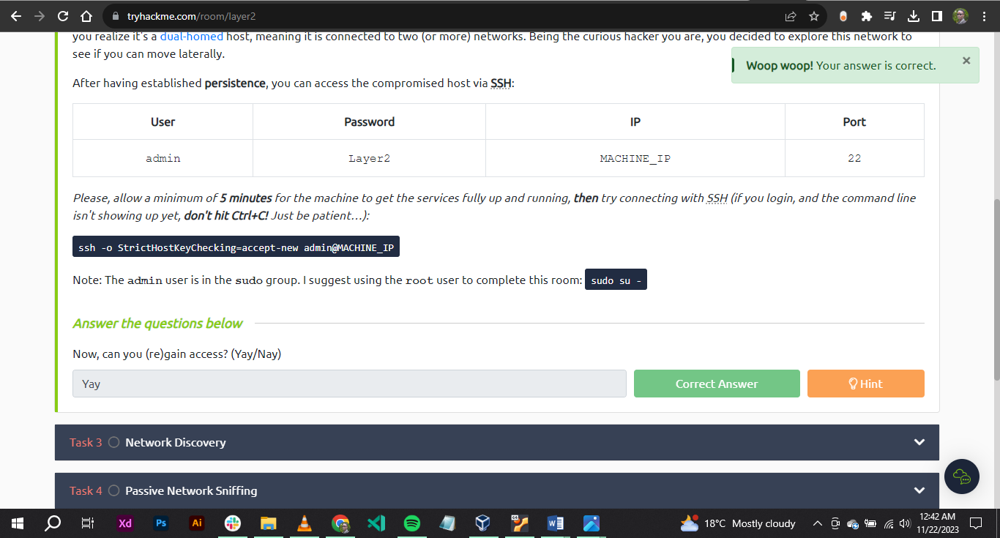 tryhackme.com/room/layer2
you realize it's a dual-homed host, meaning it is connected to two (or more) networks. Being the curious hacker you are, you decided to explore this network to
see if you can move laterally.
Woop woop! Your answer is correct.
After having established persistence, you can access the compromised host via SSH:
User Password IP Port
admin Layer2 MACHINE_IP 22
Please, allow a minimum of 5 minutes for the machine to get the services fully up and running, then try connecting with SSH (if you login, and the command line
isn't showing up yet, don't hit Ctrl+C! Just be patient…):
ssh -o StrictHostKeyChecking=accept-new admin@MACHINE_IP
Note: The admin user is in the sudo group. I suggest using the root user to complete this room: sudo su -
Answer the questions below
Now, can you (re)gain access? (Yay/Nay)
Yay
Correct Answer
Hint
Task 3 Network Discovery
Task 4 Passive Network Sniffing
Xd Ps Ai
18°C Mostly cloudy
12:42 AM
11/22/2023